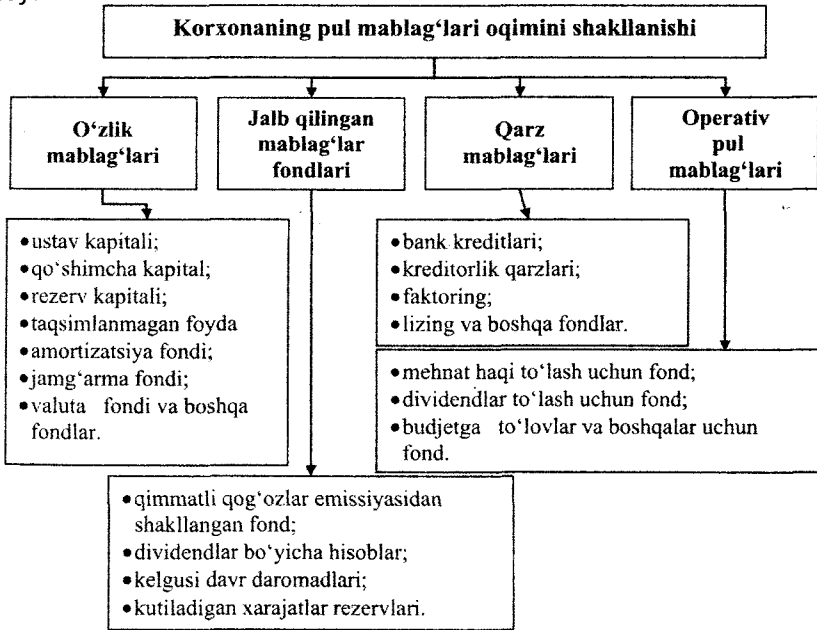 Korxonaning pul mablag‘lari oqimini shakllanishi
O‘zlik
mablag‘lari
Jalb qilingan
mablag‘lar
fondlari
Qarz
mablag‘lari
Operativ
pul
mablag‘lari
•ustav kapitali;
•qo‘shimcha kapital;
•rezerv kapitali;
•taqsimlanmagan foyda
•amortizatsiya fondi;
•jamg‘arma fondi;
•valuta fondi va boshqa
fondlar.
•bank kreditlari;
•kreditorlik qarzlari;
•faktoring;
•lizing va boshqa fondlar.
•mehnat haqi to‘lash uchun fond;
•dividendlar to‘lash uchun fond;
•budjetga to‘lovlar va boshqalar uchun
fond.
•qimmatli qog‘ozlar emissiyasidan
shakllangan fond;
•dividendlar bo‘yicha hisoblar;
•kelgusi davr daromadlari;
•kutiladigan xarajatlar rezervlari.